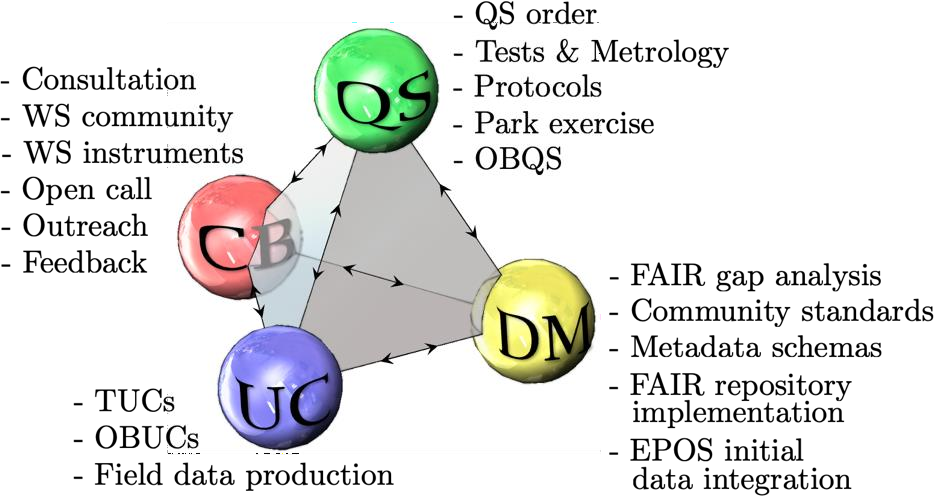 - QS order
- Tests & Metrology
- Protocols
- Park exercise
- OBQS
QS
- Consultation
- WS community
- WS instruments
- Open call
- Outreach
- Feedback
CB
DM
- FAIR gap analysis
- Community standards
- Metadata schemas
- FAIR repository
implementation
- EPOS initial
data integration
UC
- TUCs
- OBUCs
- Field data production